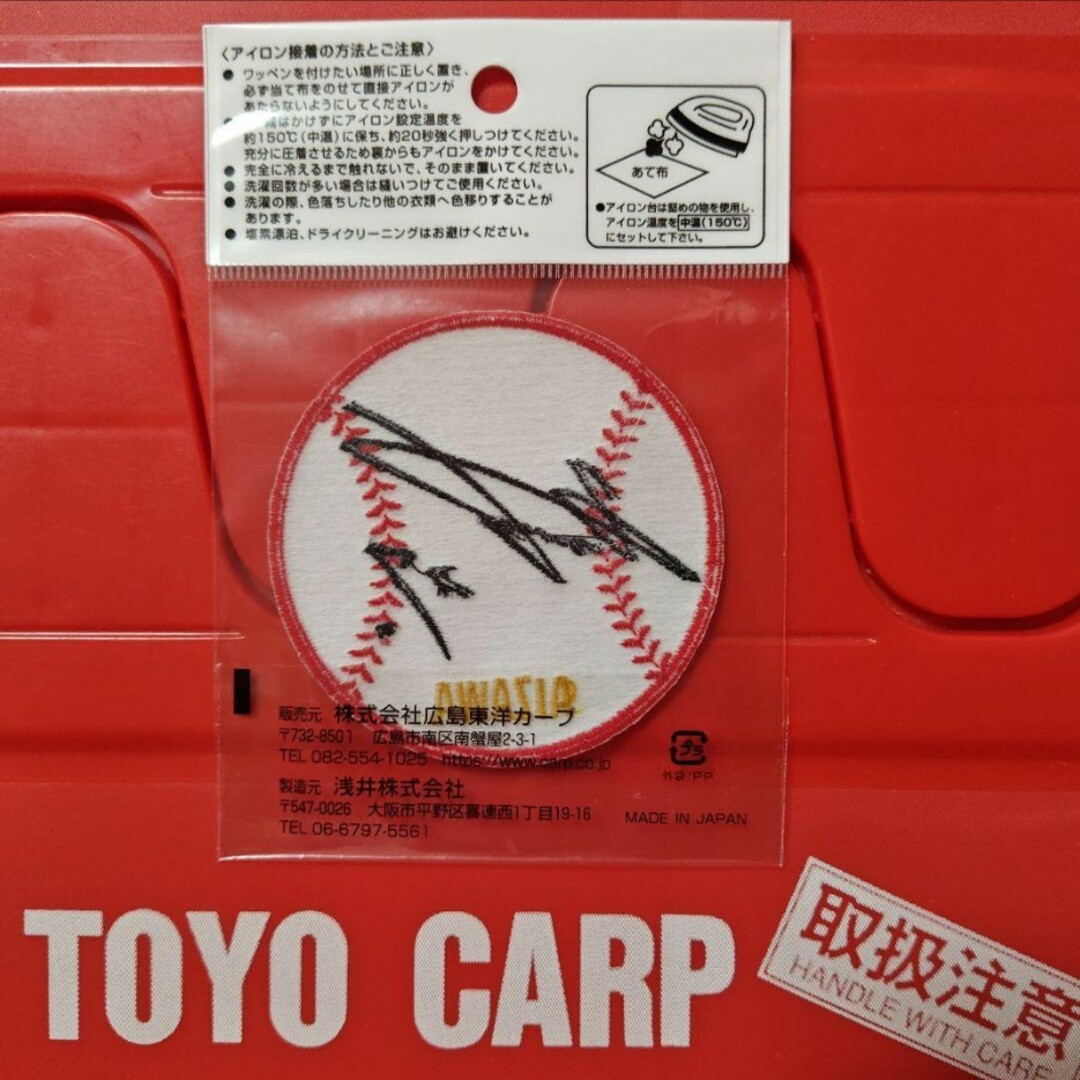 〈アイロン接着の方法とご注意〉
● ワッペンを付けたい場所に正しく置き、
必ず当て布をのせて直接アイロンが
あたらないようにしてください。
はかけずにアイロン設定温度を
約150℃(中温)に保ち、約20秒強く押しつけてください。
充分に圧着させるため裏からもアイロンをかけてください。
● 完全に冷えるまで触れないで、そのまま置いてください。
● 洗濯回数が多い場合は縫いつけてご使用ください。
● 洗濯の際、色落ちしたり他の衣類へ色移りすることが
あります。
● 塩素漂泊、ドライクリーニングはお避けください。
あて布
●アイロン台は堅めの物を使用し、
アイロン温度を中温(150℃)
にセットして下さい。
販売元 株式会社広島東洋カープ
〒732-8501 広島市南区南蟹屋2-3-1
TEL 082-554-1025 https://www.carp.co.jp
製造元 浅井株式会社
〒547-0026 大阪市平野区喜連西1丁目19-16
TEL 06-6797-5561
プラ
外袋:PP
MADE IN JAPAN
TOYO CARP
取扱注意
HANDLE WITH CARE